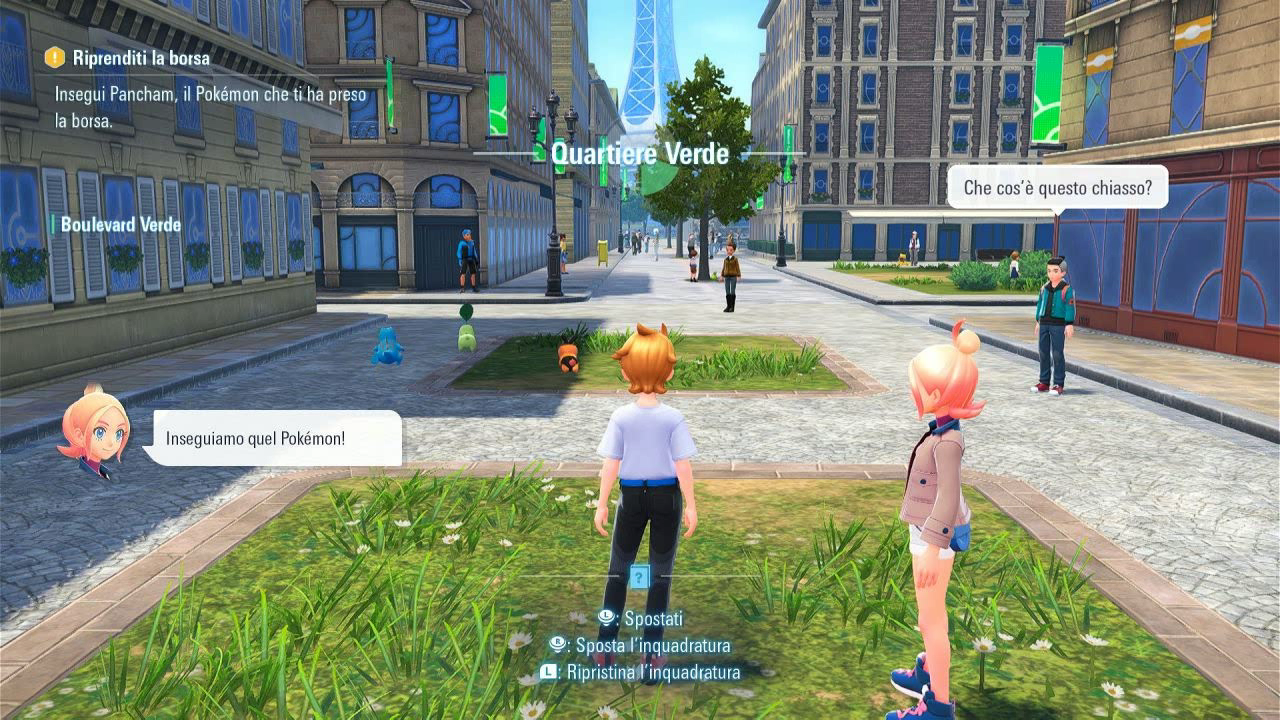 Riprenditi la borsa
Insegui Pancham, il Pokémon che ti ha preso
la borsa.
Quartiere Verde
Che cos'è questo chiasso?
Boulevard Verde
Inseguiamo quel Pokémon!
?
L: Spostati
R: Sposta l'inquadratura
L: Ripristina l'inquadratura